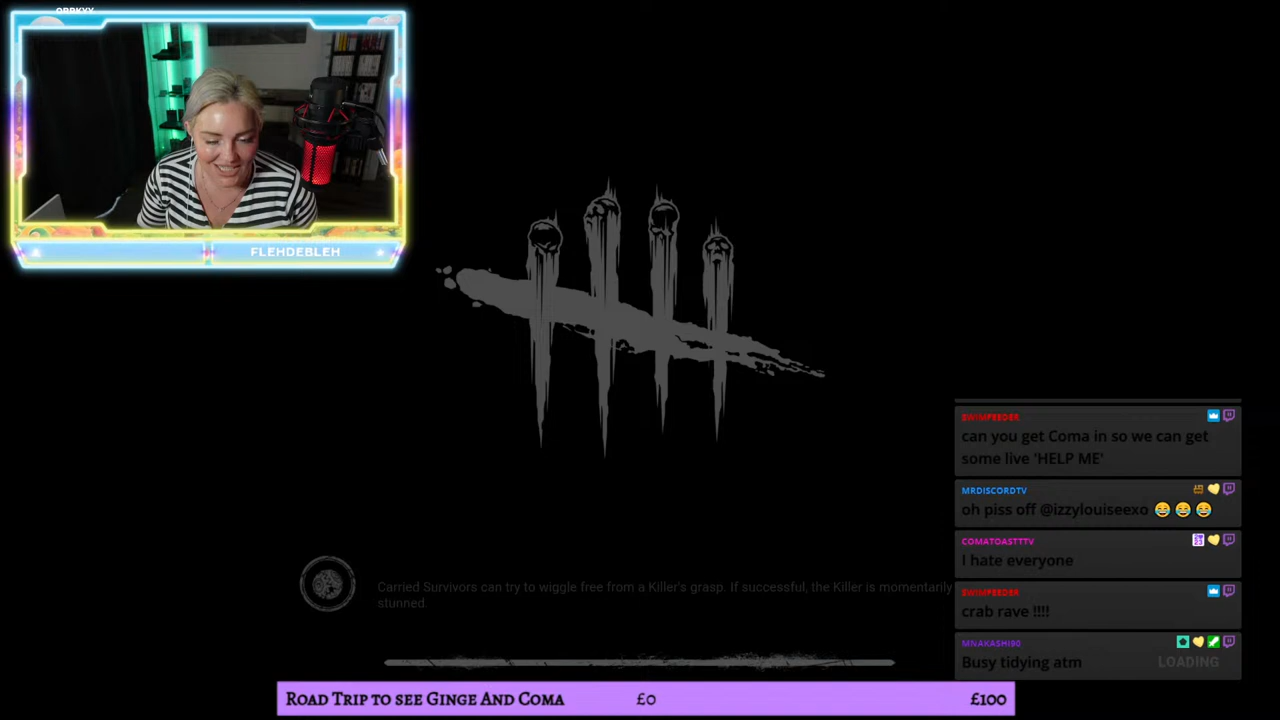 OBRKYY
FLEHDEBLEH
SWIMFEEDER
can you get Coma in so we can get
some live 'HELP ME'
MRDISCORDTV
oh piss off @izzylouiseexo 😂😂😂
COMATOASTTTV
I hate everyone
SWIMFEEDER
crab rave !!!!
MNAKASHI90
Busy tidying atm
LOADING
Carried Survivors can try to wiggle free from a Killer's grasp. If successful, the Killer is momentarily
stunned.
ROAD TRIP TO SEE GINGE AND COMA £0 £100